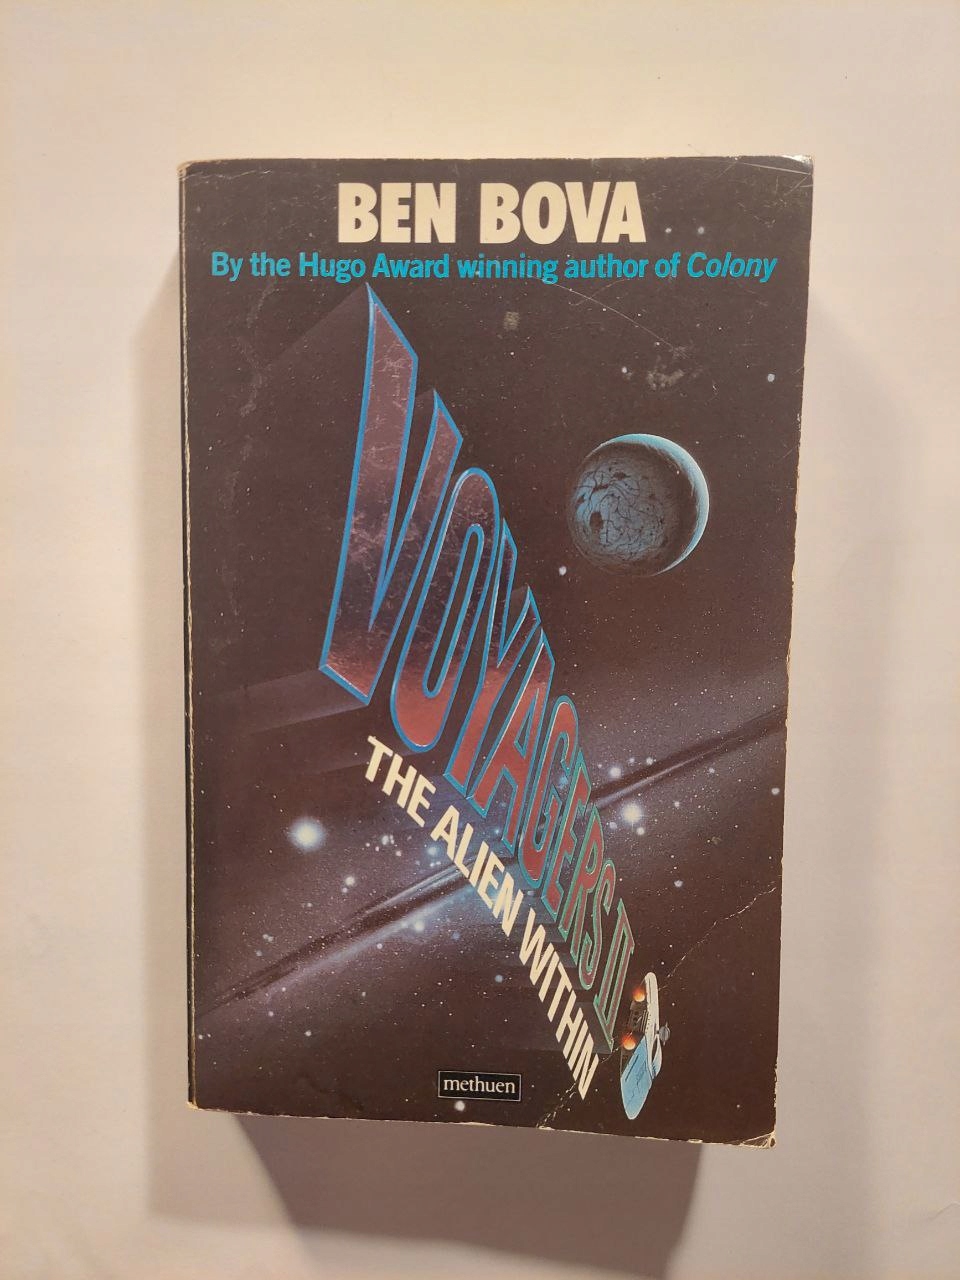 BEN BOVA
By the Hugo Award winning author of Colony
VOYAGERS II
THE ALIEN WITHIN
methuen